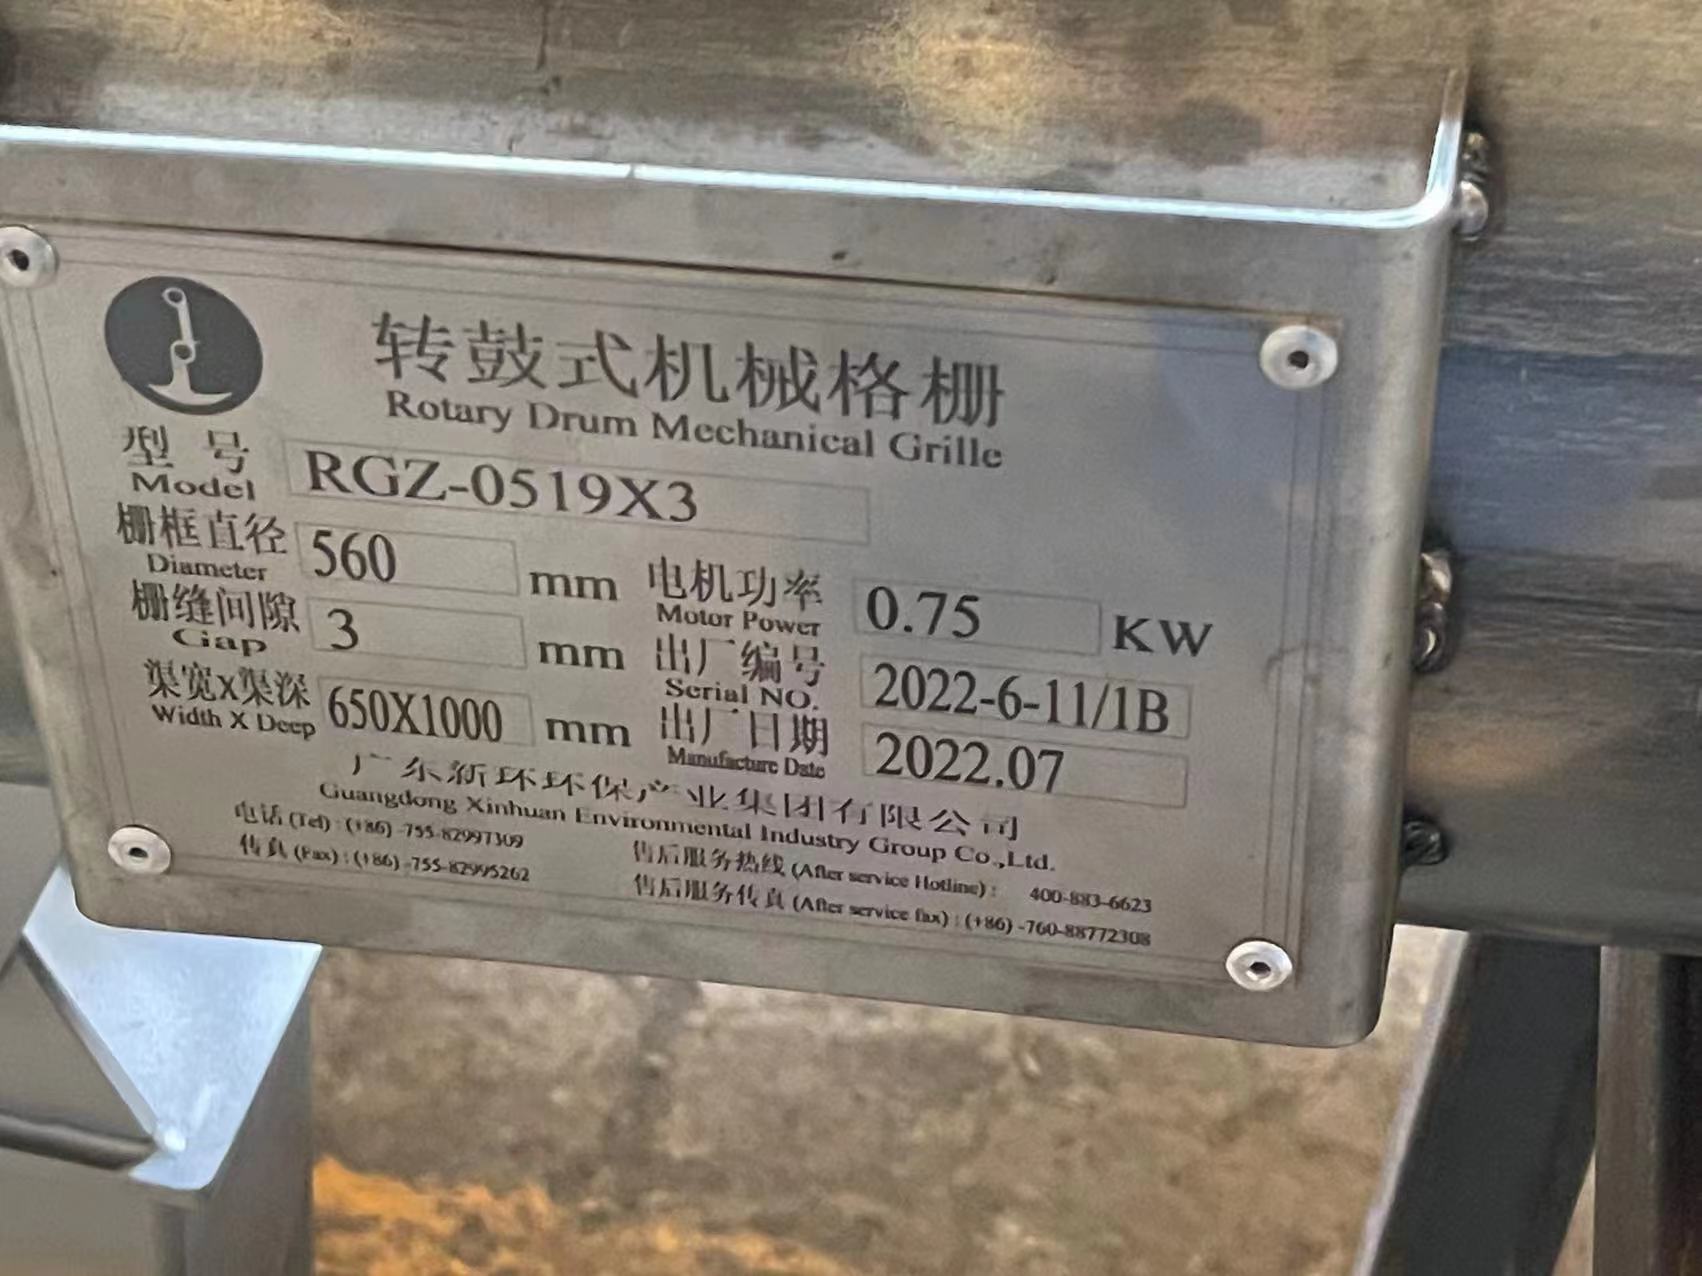 转鼓式机械格栅
Rotary Drum Mechanical Grille
型 号 RGZ-0519X3
Model
栅框直径 560 mm
Diameter
电机功率 0.75 KW
Motor Power
栅缝间隙 3 mm
Gap
出厂编号 2022-6-11/1B
Serial NO.
渠宽X渠深 650X1000 mm
Width X Deep
出厂日期 2022.07
Manufacture Date
广东新环环保产业集团有限公司
Guangdong Xinhuan Environmental Industry Group Co.,Ltd.
电话 (Tel) : (+86) -755-82997309
传真 (Fax) : (+86) -755-82995262
售后服务热线 (After service Hotline) : 400-883-6623
售后服务传真 (After service fax) : (+86) -760-88772308